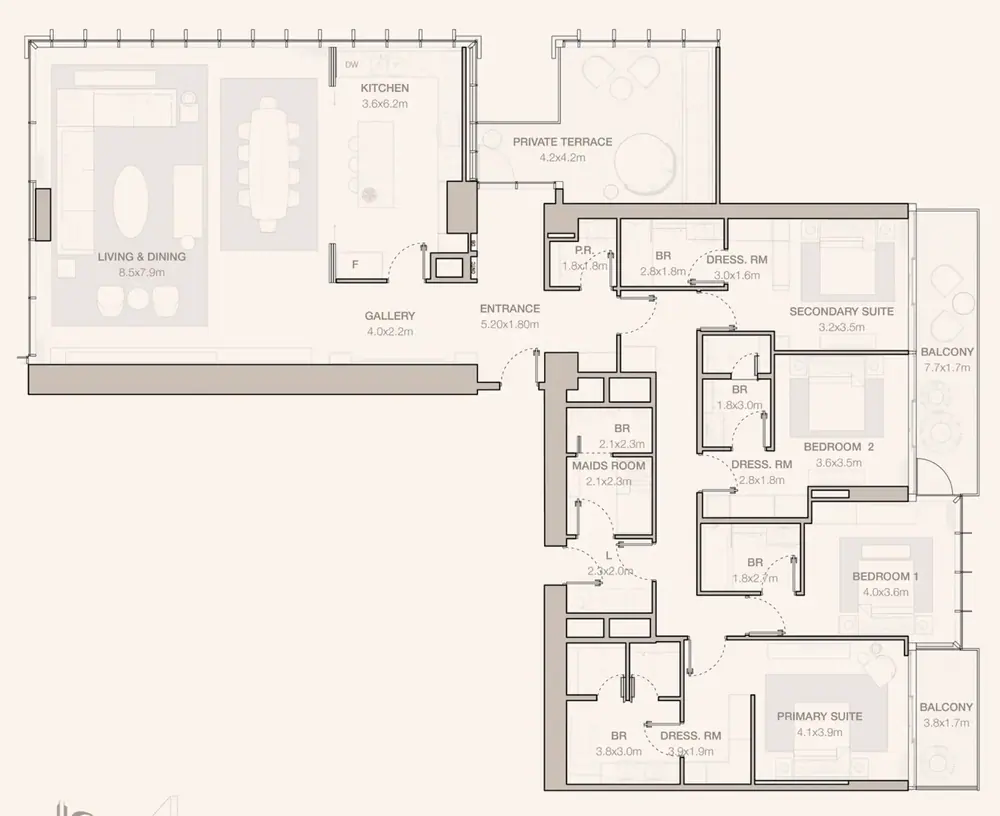 DW
KITCHEN
3.6x6.2m
PRIVATE TERRACE
4.2x4.2m
LIVING & DINING
8.5x7.9m
F
P.R.
1.8x1.8m
BR
2.8x1.8m
DRESS. RM
3.0x1.6m
GALLERY
4.0x2.2m
ENTRANCE
5.20x1.80m
SECONDARY SUITE
3.2x3.5m
BALCONY
7.7x1.7m
BR
1.8x3.0m
BR
2.1x2.3m
BEDROOM 2
3.6x3.5m
MAIDS ROOM
2.1x2.3m
DRESS. RM
2.8x1.8m
L
2.3x2.0m
BR
1.8x2.7m
BEDROOM 1
4.0x3.6m
PRIMARY SUITE
4.1x3.9m
BALCONY
3.8x1.7m
BR
3.8x3.0m
DRESS. RM
3.9x1.9m